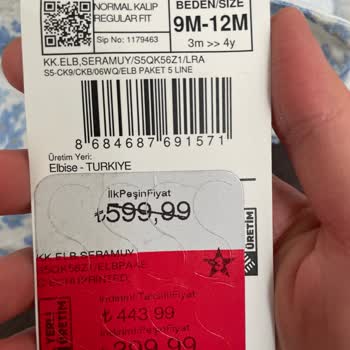 NORMAL KALIP
REGULAR FIT
Sip No: 1179463
BEDEN/SIZE
9M-12M
3m >> 4y
KK.ELB,SERAMUY/S5QK56Z1/LRA
S5-CK9/CKB/06WQ/ELB PAKET 5 LINE
8 684687 691571
Üretim Yeri:
Elbise - TURKIYE
İlkPeşinFiyat
₺599,99
KK.ELB,SERAMUY
ÜRETİM
₺ 443.99
YERLİ
ÜRETİM